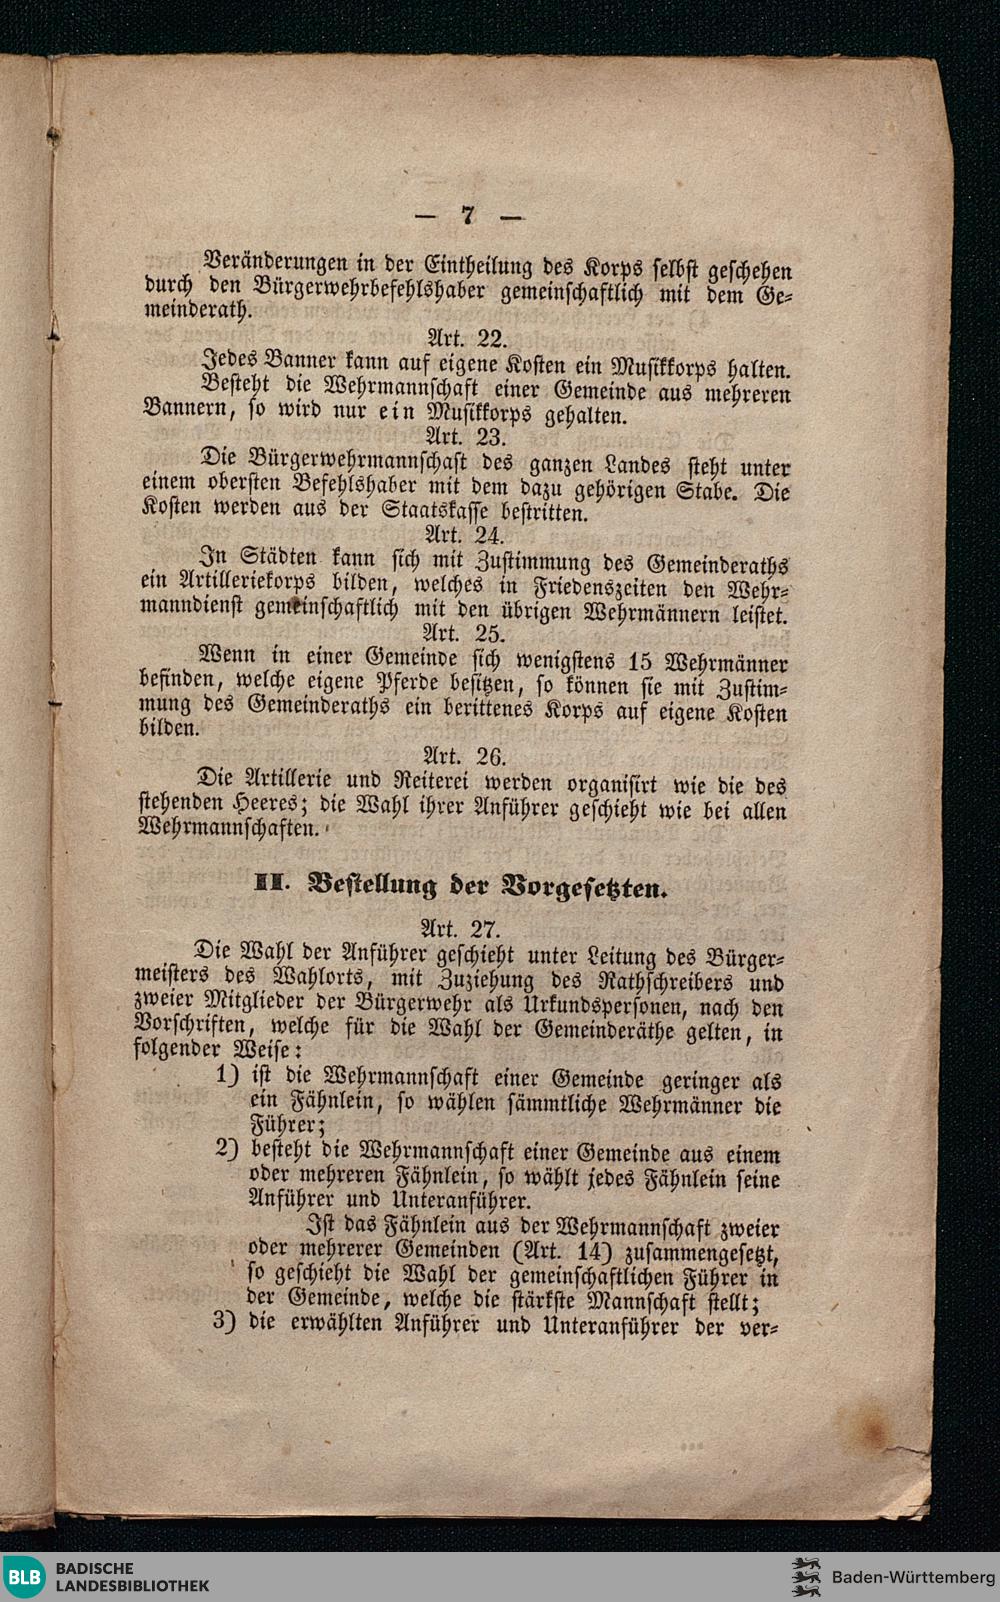 — 7 —
Veränderungen in der Eintheilung des Korps selbst geschehen
durch den Bürgerwehrbefehlshaber gemeinschaftlich mit dem Ge-
meinderath.
Art. 22.
Jedes Banner kann auf eigene Kosten ein Musikkorps halten.
Besteht die Wehrmannschaft einer Gemeinde aus mehreren
Bannern, so wird nur ein Musikkorps gehalten.
Art. 23.
Die Bürgerwehrmannschaft des ganzen Landes steht unter
einem obersten Befehlshaber mit dem dazu gehörigen Stabe. Die
Kosten werden aus der Staatskasse bestritten.
Art. 24.
In Städten kann sich mit Zustimmung des Gemeinderaths
ein Artilleriekorps bilden, welches in Friedenszeiten den Wehr-
manndienst gemeinschaftlich mit den übrigen Wehrmännern leistet.
Art. 25.
Wenn in einer Gemeinde sich wenigstens 15 Wehrmänner
befinden, welche eigene Pferde besitzen, so können sie mit Zustim-
mung des Gemeinderaths ein berittenes Korps auf eigene Kosten
bilden.
Art. 26.
Die Artillerie und Reiterei werden organisirt wie die des
stehenden Heeres; die Wahl ihrer Anführer geschieht wie bei allen
Wehrmannschaften.
II. Bestellung der Vorgesetzten.
Art. 27.
Die Wahl der Anführer geschieht unter Leitung des Bürger-
meisters des Wahlorts, mit Zuziehung des Rathschreibers und
zweier Mitglieder der Bürgerwehr als Urkundspersonen, nach den
Vorschriften, welche für die Wahl der Gemeinderäthe gelten, in
folgender Weise:
1) ist die Wehrmannschaft einer Gemeinde geringer als
ein Fähnlein, so wählen sämmtliche Wehrmänner die
Führer;
2) besteht die Wehrmannschaft einer Gemeinde aus einem
oder mehreren Fähnlein, so wählt jedes Fähnlein seine
Anführer und Unteranführer.
Ist das Fähnlein aus der Wehrmannschaft zweier
oder mehrerer Gemeinden (Art. 14) zusammengesetzt,
so geschieht die Wahl der gemeinschaftlichen Führer in
der Gemeinde, welche die stärkste Mannschaft stellt;
3) die erwählten Anführer und Unteranführer der ver-
BLB BADISCHE
LANDESBIBLIOTHEK
Baden-Württemberg